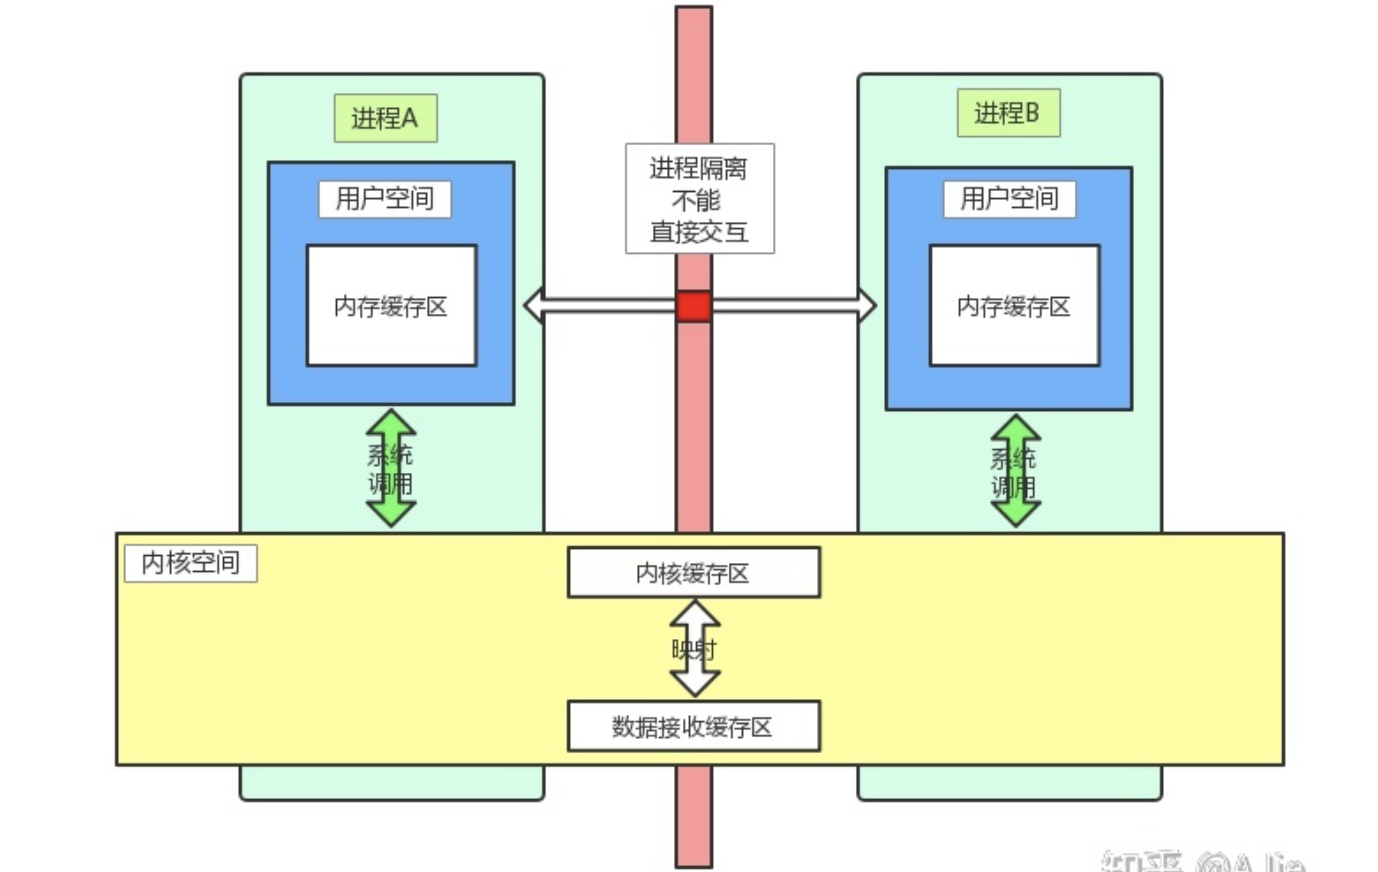 进程A
进程B
进程隔离
不能
直接交互
用户空间
用户空间
内存缓存区
内存缓存区
系统
调用
系统
调用
内核空间
内核缓存区
映射
数据接收缓存区
知乎 @A Jie